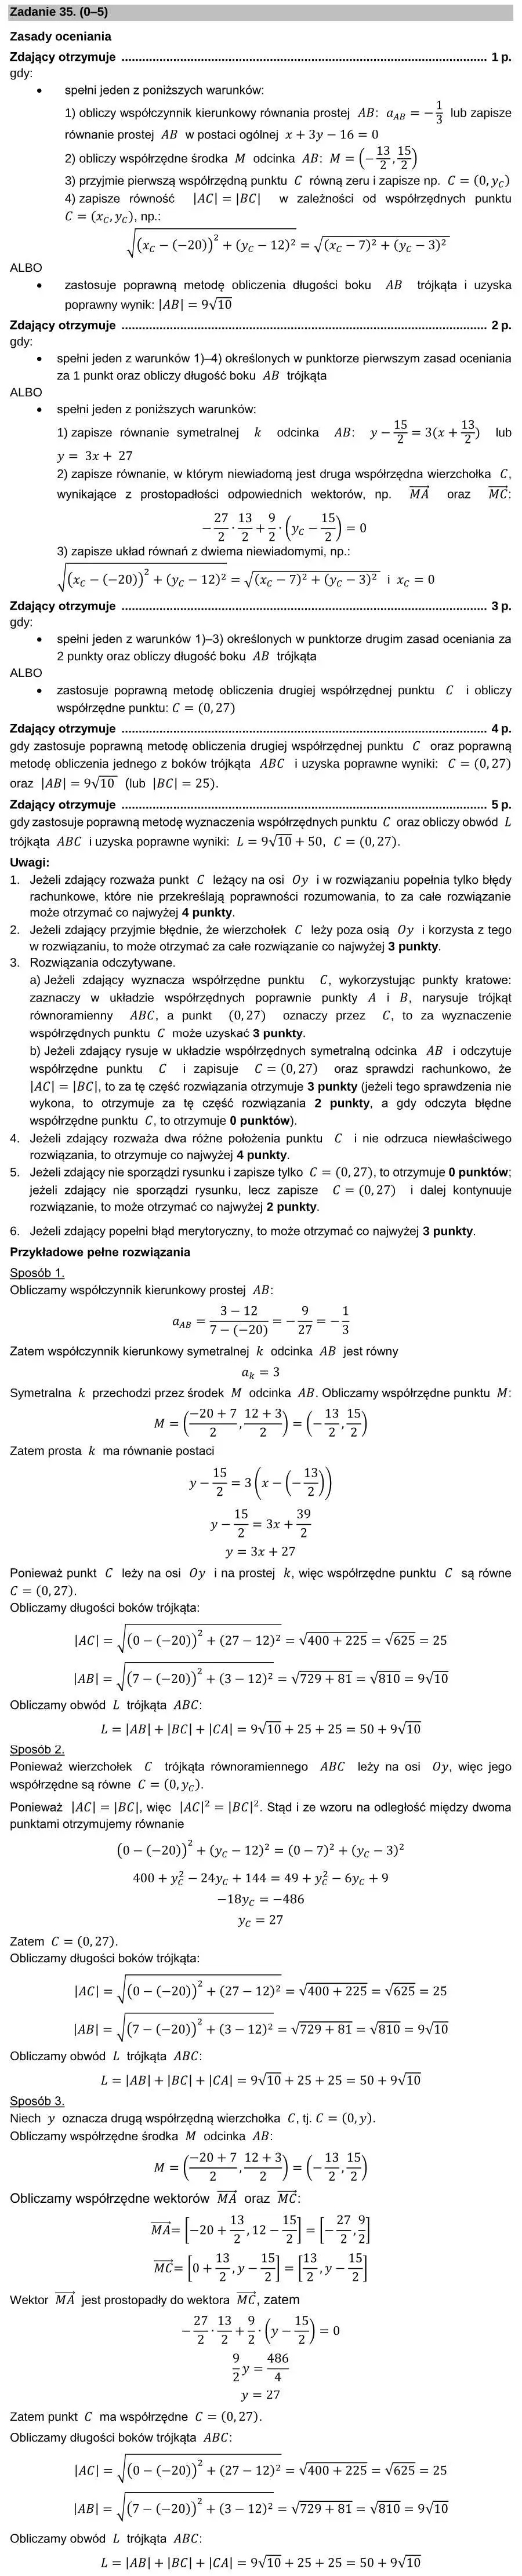 Zadanie 35. (0–5)
Zasady oceniania
Zdający otrzymuje ............................................................................................................. 1 p.
gdy:
• spełni jeden z poniższych warunków:
1) obliczy współczynnik kierunkowy równania prostej AB: a_AB = −1/3 lub zapisze
równanie prostej AB w postaci ogólnej x + 3y − 16 = 0
2) obliczy współrzędne środka M odcinka AB: M = (−13/2, 15/2)
3) przyjmie pierwszą współrzędną punktu C równą zeru i zapisze np. C = (0, y_C)
4) zapisze równość |AC| = |BC| w zależności od współrzędnych punktu
C = (x_C, y_C), np.:
√((x_C − (−20))² + (y_C − 12)²) = √((x_C − 7)² + (y_C − 3)²)
ALBO
• zastosuje poprawną metodę obliczenia długości boku AB trójkąta i uzyska
poprawny wynik: |AB| = 9√10
Zdający otrzymuje ............................................................................................................. 2 p.
gdy:
• spełni jeden z warunków 1)–4) określonych w punktorze pierwszym zasad oceniania
za 1 punkt oraz obliczy długość boku AB trójkąta
ALBO
• spełni jeden z poniższych warunków:
1) zapisze równanie symetralnej k odcinka AB: y − 15/2 = 3(x + 13/2) lub
y = 3x + 27
2) zapisze równanie, w którym niewiadomą jest druga współrzędna wierzchołka C,
wynikające z prostopadłości odpowiednich wektorów, np. MA→ oraz MC→:
−27/2 · 13/2 + 9/2 · (y_C − 15/2) = 0
3) zapisze układ równań z dwiema niewiadomymi, np.:
√((x_C − (−20))² + (y_C − 12)²) = √((x_C − 7)² + (y_C − 3)²) i x_C = 0
Zdający otrzymuje ............................................................................................................. 3 p.
gdy:
• spełni jeden z warunków 1)–3) określonych w punktorze drugim zasad oceniania za
2 punkty oraz obliczy długość boku AB trójkąta
ALBO
• zastosuje poprawną metodę obliczenia drugiej współrzędnej punktu C i obliczy
współrzędne punktu: C = (0, 27)
Zdający otrzymuje ............................................................................................................. 4 p.
gdy zastosuje poprawną metodę obliczenia drugiej współrzędnej punktu C oraz poprawną
metodę obliczenia jednego z boków trójkąta ABC i uzyska poprawne wyniki: C = (0, 27)
oraz |AB| = 9√10 (lub |BC| = 25).
Zdający otrzymuje ............................................................................................................. 5 p.
gdy zastosuje poprawną metodę wyznaczenia współrzędnych punktu C oraz obliczy obwód L
trójkąta ABC i uzyska poprawne wyniki: L = 9√10 + 50, C = (0, 27).
Uwagi:
1. Jeżeli zdający rozważa punkt C leżący na osi Oy i w rozwiązaniu popełnia tylko błędy
rachunkowe, które nie przekreślają poprawności rozumowania, to za całe rozwiązanie
może otrzymać co najwyżej 4 punkty.
2. Jeżeli zdający przyjmie błędnie, że wierzchołek C leży poza osią Oy i korzysta z tego
w rozwiązaniu, to może otrzymać za całe rozwiązanie co najwyżej 3 punkty.
3. Rozwiązania odczytywane.
a) Jeżeli zdający wyznacza współrzędne punktu C, wykorzystując punkty kratowe:
zaznaczy w układzie współrzędnych poprawnie punkty A i B, narysuje trójkąt
równoramienny ABC, a punkt (0, 27) oznaczy przez C, to za wyznaczenie
współrzędnych punktu C może uzyskać 3 punkty.
b) Jeżeli zdający rysuje w układzie współrzędnych symetralną odcinka AB i odczytuje
współrzędne punktu C i zapisuje C = (0, 27) oraz sprawdzi rachunkowo, że
|AC| = |BC|, to za tę część rozwiązania otrzymuje 3 punkty (jeżeli tego sprawdzenia nie
wykona, to otrzymuje za tę część rozwiązania 2 punkty, a gdy odczyta błędne
współrzędne punktu C, to otrzymuje 0 punktów).
4. Jeżeli zdający rozważa dwa różne położenia punktu C i nie odrzuca niewłaściwego
rozwiązania, to otrzymuje co najwyżej 4 punkty.
5. Jeżeli zdający nie sporządzi rysunku i zapisze tylko C = (0, 27), to otrzymuje 0 punktów;
jeżeli zdający nie sporządzi rysunku, lecz zapisze C = (0, 27) i dalej kontynuuje
rozwiązanie, to może otrzymać co najwyżej 2 punkty.
6. Jeżeli zdający popełni błąd merytoryczny, to może otrzymać co najwyżej 3 punkty.
Przykładowe pełne rozwiązania
Sposób 1.
Obliczamy współczynnik kierunkowy prostej AB:
a_AB = (3 − 12)/(7 − (−20)) = −9/27 = −1/3
Zatem współczynnik kierunkowy symetralnej k odcinka AB jest równy
a_k = 3
Symetralna k przechodzi przez środek M odcinka AB. Obliczamy współrzędne punktu M:
M = ((−20 + 7)/2, (12 + 3)/2) = (−13/2, 15/2)
Zatem prosta k ma równanie postaci
y − 15/2 = 3(x − (−13/2))
y − 15/2 = 3x + 39/2
y = 3x + 27
Ponieważ punkt C leży na osi Oy i na prostej k, więc współrzędne punktu C są równe
C = (0, 27).
Obliczamy długości boków trójkąta:
|AC| = √((0 − (−20))² + (27 − 12)²) = √(400 + 225) = √625 = 25
|AB| = √((7 − (−20))² + (3 − 12)²) = √(729 + 81) = √810 = 9√10
Obliczamy obwód L trójkąta ABC:
L = |AB| + |BC| + |CA| = 9√10 + 25 + 25 = 50 + 9√10
Sposób 2.
Ponieważ wierzchołek C trójkąta równoramiennego ABC leży na osi Oy, więc jego
współrzędne są równe C = (0, y_C).
Ponieważ |AC| = |BC|, więc |AC|² = |BC|². Stąd i ze wzoru na odległość między dwoma
punktami otrzymujemy równanie
(0 − (−20))² + (y_C − 12)² = (0 − 7)² + (y_C − 3)²
400 + y_C² − 24y_C + 144 = 49 + y_C² − 6y_C + 9
−18y_C = −486
y_C = 27
Zatem C = (0, 27).
Obliczamy długości boków trójkąta:
|AC| = √((0 − (−20))² + (27 − 12)²) = √(400 + 225) = √625 = 25
|AB| = √((7 − (−20))² + (3 − 12)²) = √(729 + 81) = √810 = 9√10
Obliczamy obwód L trójkąta ABC:
L = |AB| + |BC| + |CA| = 9√10 + 25 + 25 = 50 + 9√10
Sposób 3.
Niech y oznacza drugą współrzędną wierzchołka C, tj. C = (0, y).
Obliczamy współrzędne środka M odcinka AB:
M = ((−20 + 7)/2, (12 + 3)/2) = (−13/2, 15/2)
Obliczamy współrzędne wektorów MA→ oraz MC→:
MA→ = [−20 + 13/2, 12 − 15/2] = [−27/2, 9/2]
MC→ = [0 + 13/2, y − 15/2] = [13/2, y − 15/2]
Wektor MA→ jest prostopadły do wektora MC→, zatem
−27/2 · 13/2 + 9/2 · (y − 15/2) = 0
9/2 y = 486/4
y = 27
Zatem punkt C ma współrzędne C = (0, 27).
Obliczamy długości boków trójkąta ABC:
|AC| = √((0 − (−20))² + (27 − 12)²) = √(400 + 225) = √625 = 25
|AB| = √((7 − (−20))² + (3 − 12)²) = √(729 + 81) = √810 = 9√10
Obliczamy obwód L trójkąta ABC:
L = |AB| + |BC| + |CA| = 9√10 + 25 + 25 = 50 + 9√10